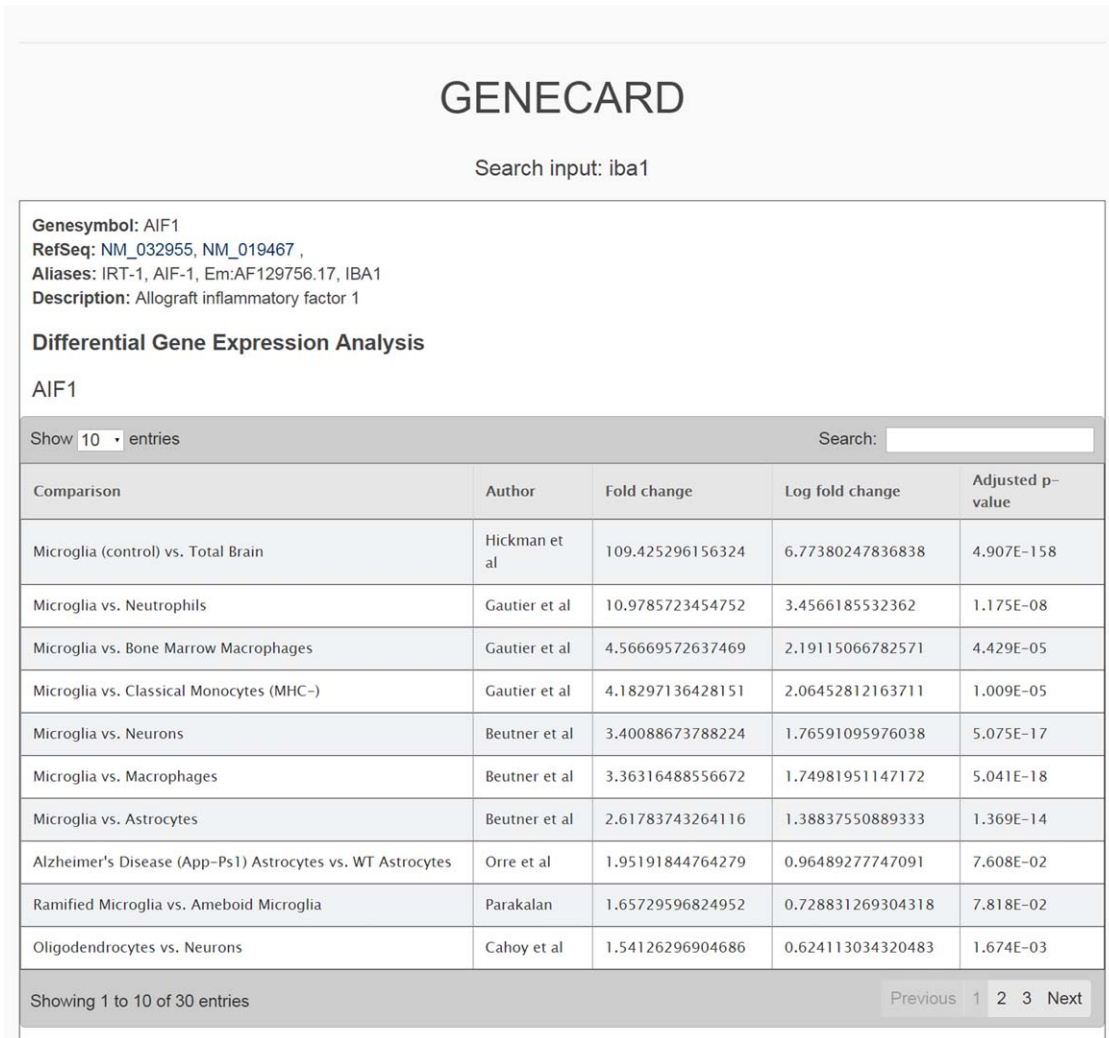 GENECARD
Search input: iba1
Genesymbol: AIF1
RefSeq: NM_032955, NM_019467 ,
Aliases: IRT-1, AIF-1, Em:AF129756.17, IBA1
Description: Allograft inflammatory factor 1
Differential Gene Expression Analysis
AIF1
Show 10 entries Search:
Comparison Author Fold change Log fold change Adjusted p-
value
Microglia (control) vs. Total Brain Hickman et
al 109.425296156324 6.77380247836838 4.907E-158
Microglia vs. Neutrophils Gautier et al 10.9785723454752 3.4566185532362 1.175E-08
Microglia vs. Bone Marrow Macrophages Gautier et al 4.56669572637469 2.19115066782571 4.429E-05
Microglia vs. Classical Monocytes (MHC-) Gautier et al 4.18297136428151 2.06452812163711 1.009E-05
Microglia vs. Neurons Beutner et al 3.40088673788224 1.76591095976038 5.075E-17
Microglia vs. Macrophages Beutner et al 3.36316488556672 1.74981951147172 5.041E-18
Microglia vs. Astrocytes Beutner et al 2.61783743264116 1.38837550889333 1.369E-14
Alzheimer's Disease (App-Ps1) Astrocytes vs. WT Astrocytes Orre et al 1.95191844764279 0.96489277747091 7.608E-02
Ramified Microglia vs. Ameboid Microglia Parakalan 1.65729596824952 0.728831269304318 7.818E-02
Oligodendrocytes vs. Neurons Cahoy et al 1.54126296904686 0.624113034320483 1.674E-03
Showing 1 to 10 of 30 entries Previous 1 2 3 Next